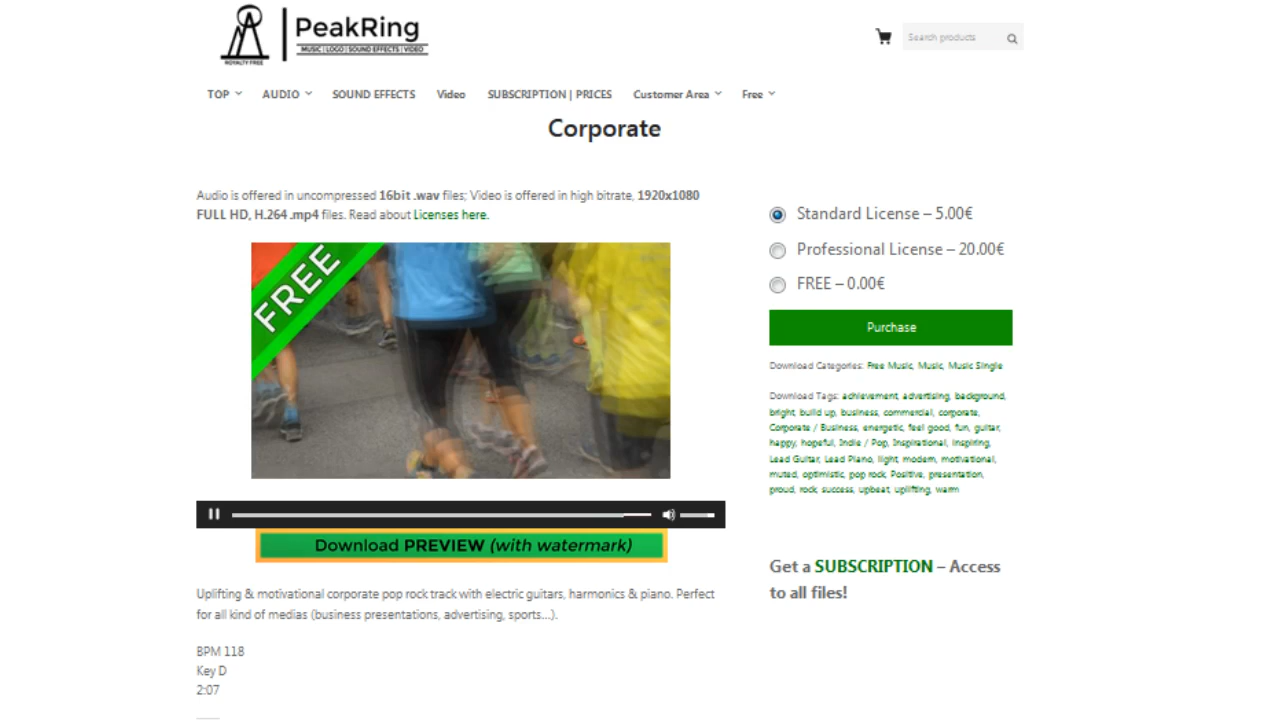 PeakRing
MUSIC | LOGO | SOUND EFFECTS | VIDEO
ROYALTY FREE
Search products
TOP AUDIO SOUND EFFECTS Video SUBSCRIPTION | PRICES Customer Area Free
Corporate
Audio is offered in uncompressed 16bit .wav files; Video is offered in high bitrate, 1920x1080
FULL HD, H.264 .mp4 files. Read about Licenses here.
FREE
Download PREVIEW (with watermark)
Uplifting & motivational corporate pop rock track with electric guitars, harmonics & piano. Perfect
for all kind of medias (business presentations, advertising, sports...).
BPM 118
Key D
2:07
Standard License – 5.00€
Professional License – 20.00€
FREE – 0.00€
Purchase
Download Categories: Free Music, Music, Music Single
Download Tags: achievement, advertising, background,
bright, build up, business, commercial, corporate,
Corporate / Business, energetic, feel good, fun, guitar,
happy, hopeful, Indie / Pop, Inspirational, inspiring,
Lead Guitar, Lead Piano, light, modern, motivational,
muted, optimistic, pop rock, Positive, presentation,
proud, rock, success, upbeat, uplifting, warm
Get a SUBSCRIPTION – Access
to all files!